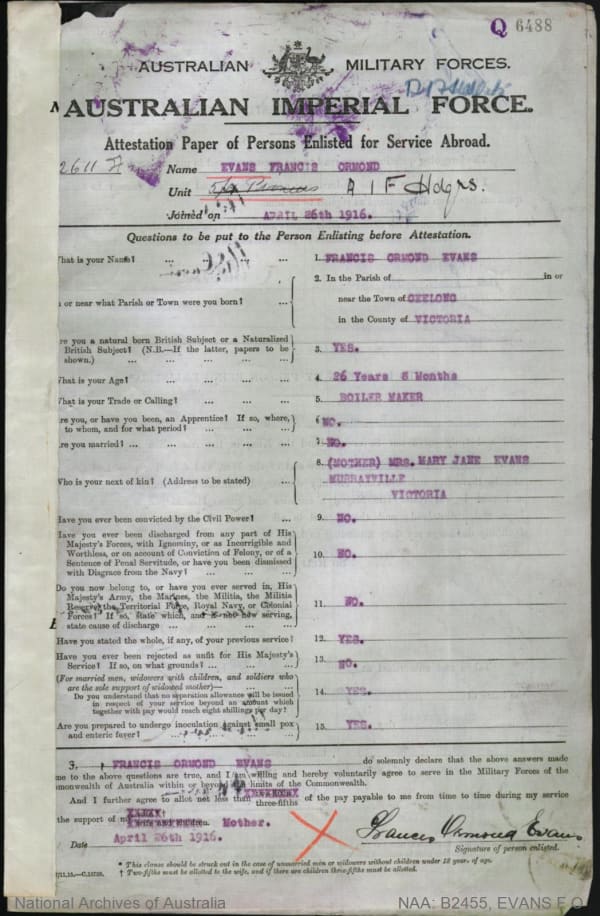 Q 6488
AUSTRALIAN MILITARY FORCES.
AUSTRALIAN IMPERIAL FORCE.
Attestation Paper of Persons Enlisted for Service Abroad.
2611 A
Name EVANS FRANCIS ORMOND
Unit A I F Hdqrs.
Joined on APRIL 26th 1916.
Questions to be put to the Person Enlisting before Attestation.
hat is your Name? ... ... ... ... 1. FRANCIS ORMOND EVANS
2. In the Parish of in or
n or near what Parish or Town were you born? ... near the Town of GEELONG
in the County of VICTORIA
re you a natural born British Subject or a Naturalized
British Subject? (N.B.—If the latter, papers to be
shown.) ... ... ... ... 3. YES.
hat is your Age? ... ... ... ... 4. 26 Years 8 Months
hat is your Trade or Calling? ... ... ... 5. BOILER MAKER
re you, or have you been, an Apprentice? If so, where,
to whom, and for what period? ... ... ... 6 NO.
re you married? ... ... ... ... ... 7. NO.
8. (MOTHER) MRS. MARY JANE EVANS
Who is your next of kin? (Address to be stated) ... MURRAYVILLE
VICTORIA
Have you ever been convicted by the Civil Power? ... 9. NO.
Have you ever been discharged from any part of His
Majesty's Forces, with Ignominy, or as Incorrigible and
Worthless, or on account of Conviction of Felony, or of a
Sentence of Penal Servitude, or have you been dismissed
with Disgrace from the Navy? ... ... ... 10. NO.
Do you now belong to, or have you ever served in, His
Majesty's Army, the Marines, the Militia, the Militia
Reserve, the Territorial Force, Royal Navy, or Colonial
Forces? If so, state which, and if not now serving,
state cause of discharge ... ... ... ... 11. NO.
Have you stated the whole, if any, of your previous service? 12. YES.
Have you ever been rejected as unfit for His Majesty's
Service? If so, on what grounds? ... ... ... 13. NO.
(For married men, widowers with children, and soldiers who
are the sole support of widowed mother)— ... ...
Do you understand that no separation allowance will be issued
in respect of your service beyond an amount which
together with pay would reach eight shillings per day? ... 14. YES.
Are you prepared to undergo inoculation against small pox
and enteric fever? ... ... ... 15. YES.
3. I FRANCIS ORMOND EVANS do solemnly declare that the above answers made
me to the above questions are true, and I am willing and hereby voluntarily agree to serve in the Military Forces of the
mmonwealth of Australia within or beyond the limits of the Commonwealth.
And I further agree to allot not less than three-fifths of the pay payable to me from time to time during my service
the support of my wife and children. Mother.
Date April 26th 1916. Francis Ormond Evans
Signature of person enlisted.
* This clause should be struck out in the case of unmarried men or widowers without children under 18 years of age.
† Two-fifths must be allotted to the wife, and if there are children three-fifths must be allotted.
National Archives of Australia NAA: B2455, EVANS F O